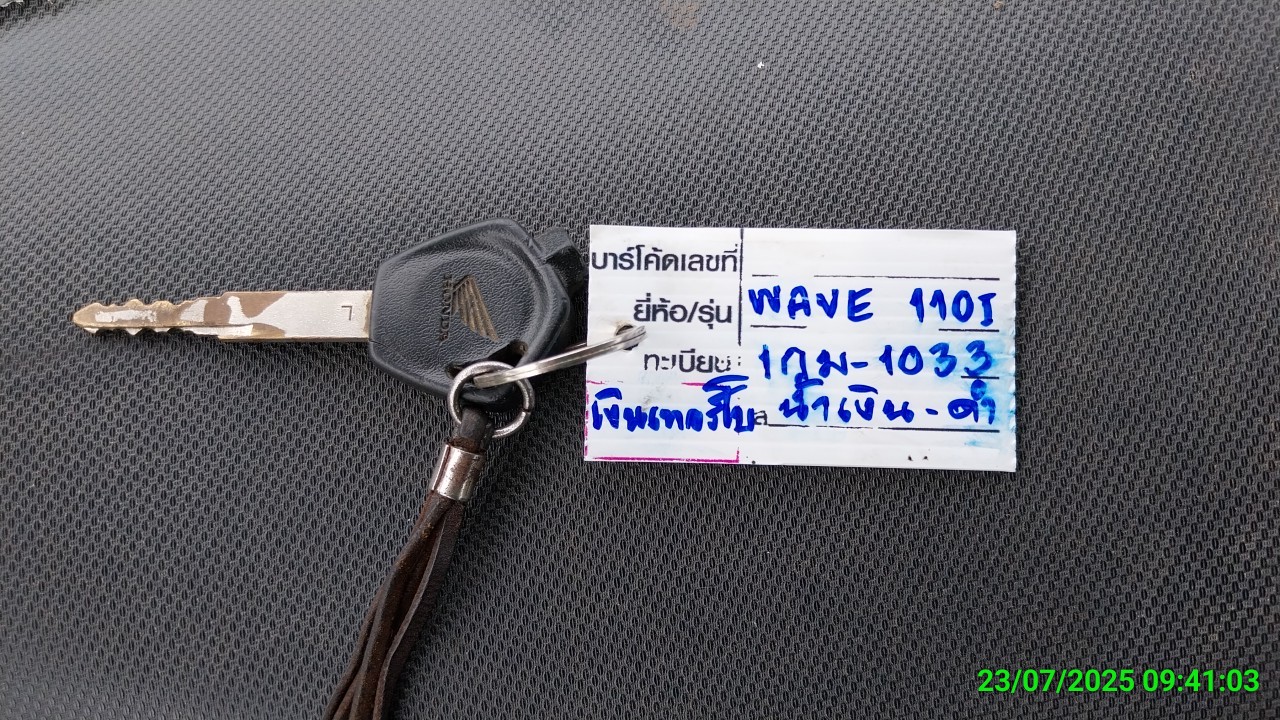 HONDA
L
บาร์โค้ดเลขที่
ยี่ห้อ/รุ่น WAVE 110I
ทะเบียน 1กม-1033
เงินเทอร์โบ สี น้ำเงิน-ดำ
23/07/2025 09:41:03